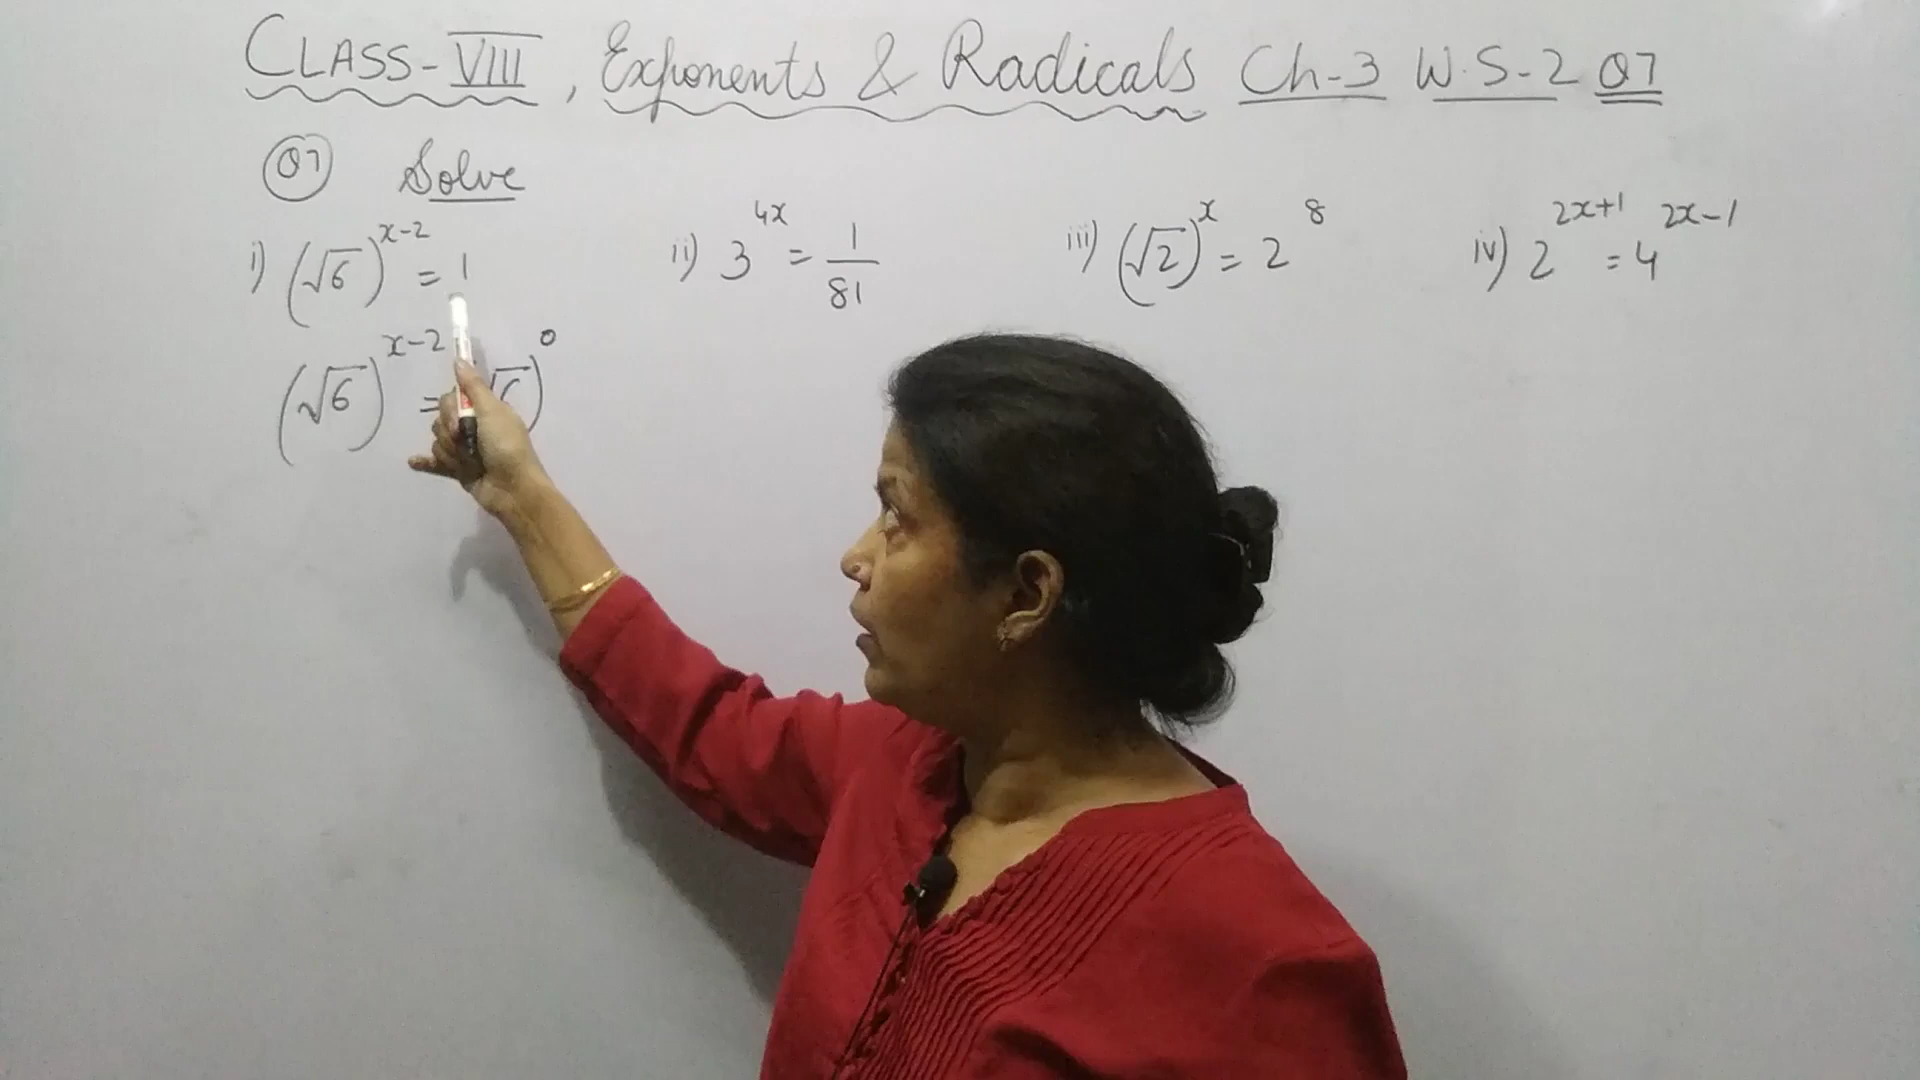 CLASS-VIII, Exponents & Radicals Ch-3 W.S-2 Q7
Q7 Solve
i) (√6)^x-2 = 1 ii) 3^4x = 1/81 iii) (√2)^x = 2^8 iv) 2^2x+1 = 4^2x-1
(√6)^x-2 = (√6)^0